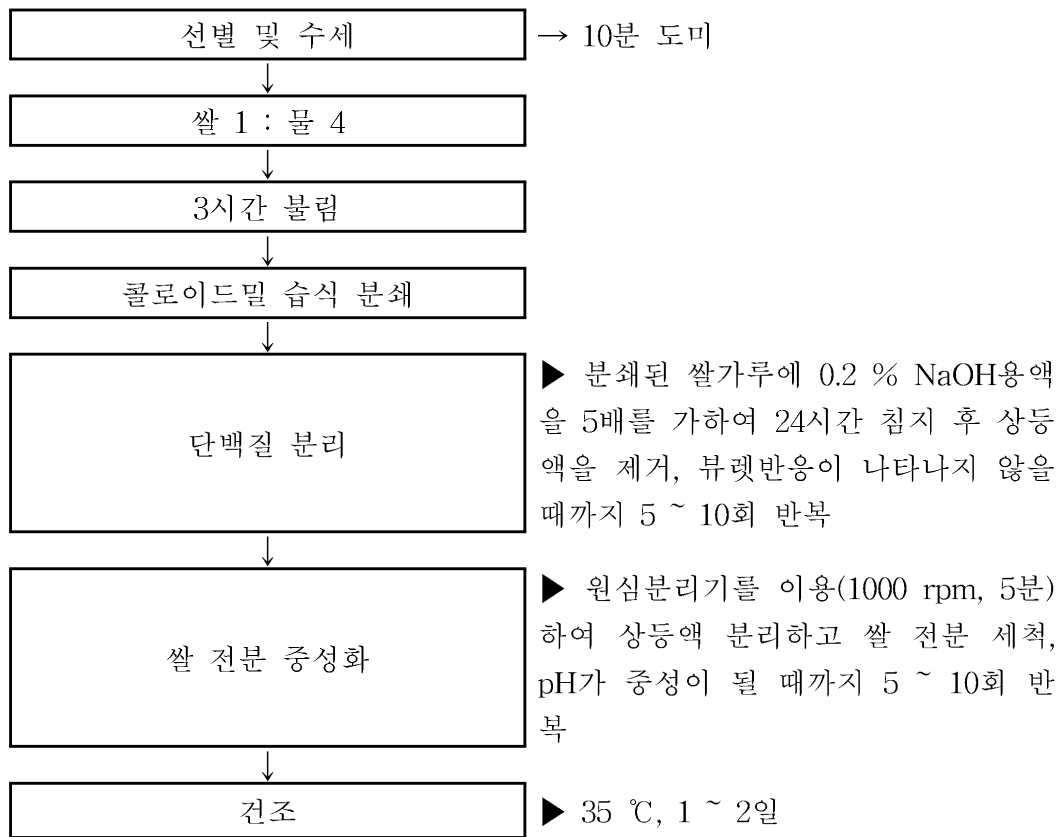 선별 및 수세 → 10분 도미
↓
쌀 1 : 물 4
↓
3시간 불림
↓
콜로이드밀 습식 분쇄
↓
단백질 분리
▶ 분쇄된 쌀가루에 0.2 % NaOH용액
을 5배를 가하여 24시간 침지 후 상등
액을 제거, 뷰렛반응이 나타나지 않을
때까지 5 ~ 10회 반복
↓
쌀 전분 중성화
▶ 원심분리기를 이용(1000 rpm, 5분)
하여 상등액 분리하고 쌀 전분 세척,
pH가 중성이 될 때까지 5 ~ 10회 반
복
↓
건조 ▶ 35 ℃, 1 ~ 2일